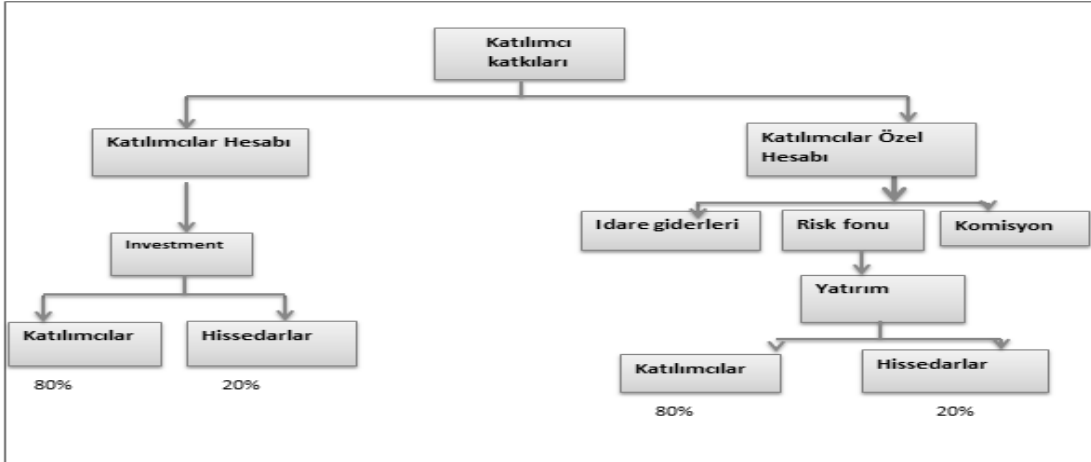 Katılımcı
katkıları
Katılımcılar Hesabı
Katılımcılar Özel
Hesabı
Idare giderleri
Risk fonu
Komisyon
Investment
Yatırım
Katılımcılar
Hissedarlar
80%
20%
Katılımcılar
Hissedarlar
80%
20%